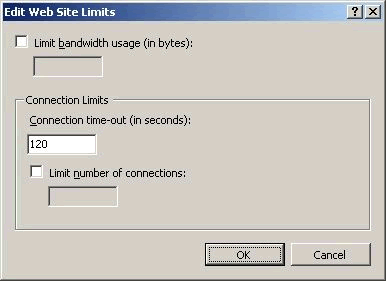 Edit Web Site Limits
Limit bandwidth usage (in bytes):
Connection Limits
Connection time-out (in seconds):
120
Limit number of connections:
OK
Cancel